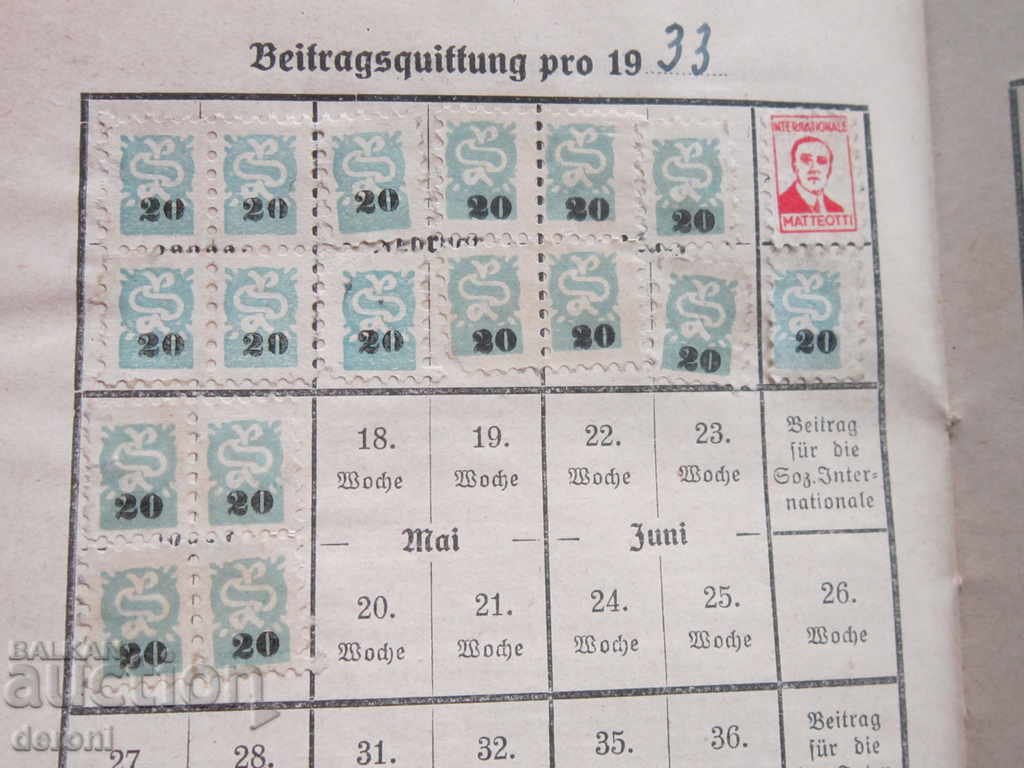 Beitragsquittung pro 19 33
20 20 20 20 20 20 INTERNATIONALE
MATTEOTTI
20 20 20 20 20 20 20
20 20 18. 19. 22. 23. Beitrag
Woche Woche Woche Woche für die
Soz. Inter-
nationale
— Mai — — Juni —
20 20 20. 21. 24. 25. 26.
Woche Woche Woche Woche Woche
27. 28. 31. 32. 35. 36. Beitrag
für die
BALKAN
auction
deroni